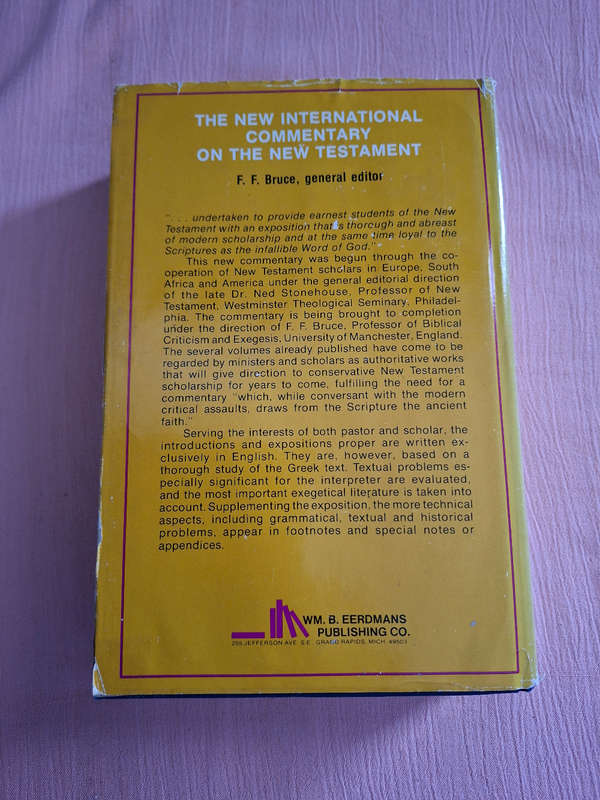 THE NEW INTERNATIONAL
COMMENTARY
ON THE NEW TESTAMENT
F. F. Bruce, general editor
". . . undertaken to provide earnest students of the New
Testament with an exposition that is thorough and abreast
of modern scholarship and at the same time loyal to the
Scriptures as the infallible Word of God."
This new commentary was begun through the co-
operation of New Testament scholars in Europe, South
Africa and America under the general editorial direction
of the late Dr. Ned Stonehouse, Professor of New
Testament, Westminster Theological Seminary, Philadel-
phia. The commentary is being brought to completion
under the direction of F. F. Bruce, Professor of Biblical
Criticism and Exegesis, University of Manchester, England.
The several volumes already published have come to be
regarded by ministers and scholars as authoritative works
that will give direction to conservative New Testament
scholarship for years to come, fulfilling the need for a
commentary "which, while conversant with the modern
critical assaults, draws from the Scripture the ancient
faith."
Serving the interests of both pastor and scholar, the
introductions and expositions proper are written ex-
clusively in English. They are, however, based on a
thorough study of the Greek text. Textual problems es-
pecially significant for the interpreter are evaluated,
and the most important exegetical literature is taken into
account. Supplementing the exposition, the more technical
aspects, including grammatical, textual and historical
problems, appear in footnotes and special notes or
appendices.
WM. B. EERDMANS
PUBLISHING CO.
255 JEFFERSON AVE. S.E., GRAND RAPIDS, MICH. 49503